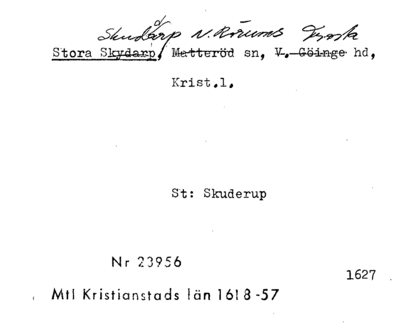 Skudarp N. Rörums Frosta
Stora Skydarp, Matteröd sn, V. Göinge hd,
Krist.l.
St: Skuderup
Nr 23956
1627
Mtl Kristianstads län 1618-57